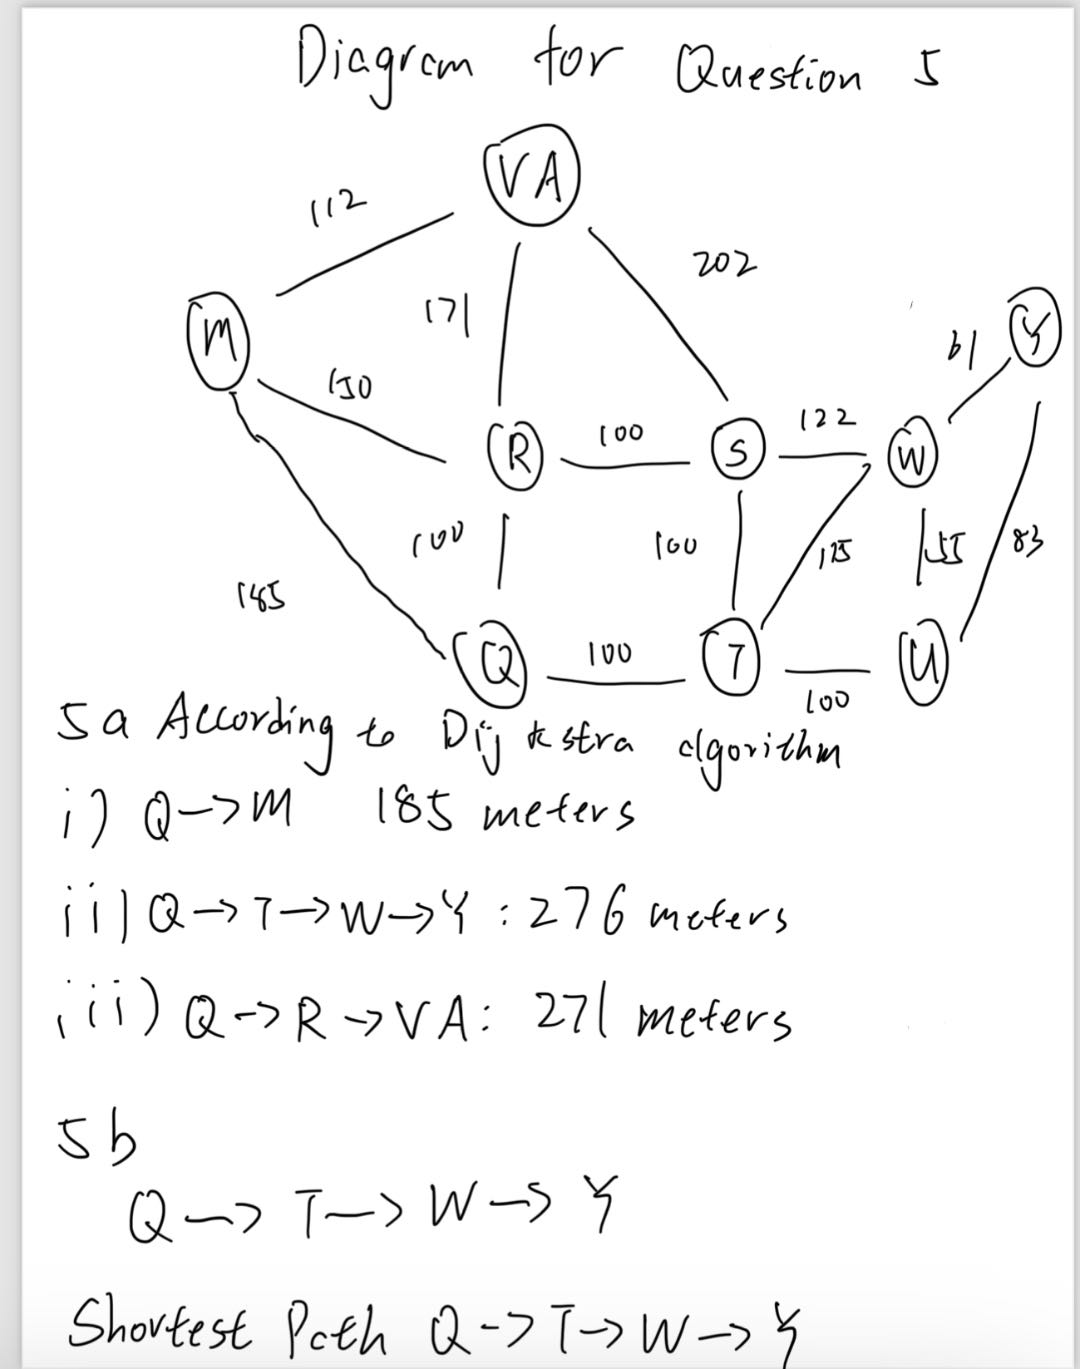 Diagram for Question 5
VA
112
202
M
171
Y
61
150
R
100
S
122
W
100
100
115
55
83
185
Q
100
T
100
U
5a According to Dijkstra algorithm
i) Q->M 185 meters
ii) Q->T->W->Y : 276 meters
iii) Q->R->VA: 271 meters
5b
Q->T->W->Y
Shortest Path Q->T->W->Y